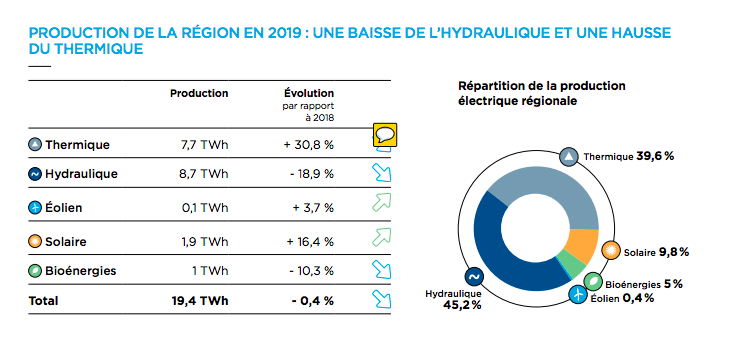 PRODUCTION DE LA RÉGION EN 2019 : UNE BAISSE DE L'HYDRAULIQUE ET UNE HAUSSE
DU THERMIQUE
Production
Évolution
par rapport
à 2018
Thermique 7,7 TWh + 30,8 %
Hydraulique 8,7 TWh - 18,9 %
Éolien 0,1 TWh + 3,7 %
Solaire 1,9 TWh + 16,4 %
Bioénergies 1 TWh - 10,3 %
Total 19,4 TWh - 0,4 %
Répartition de la production
électrique régionale
Thermique 39,6 %
Solaire 9,8 %
Bioénergies 5 %
Éolien 0,4 %
Hydraulique
45,2 %